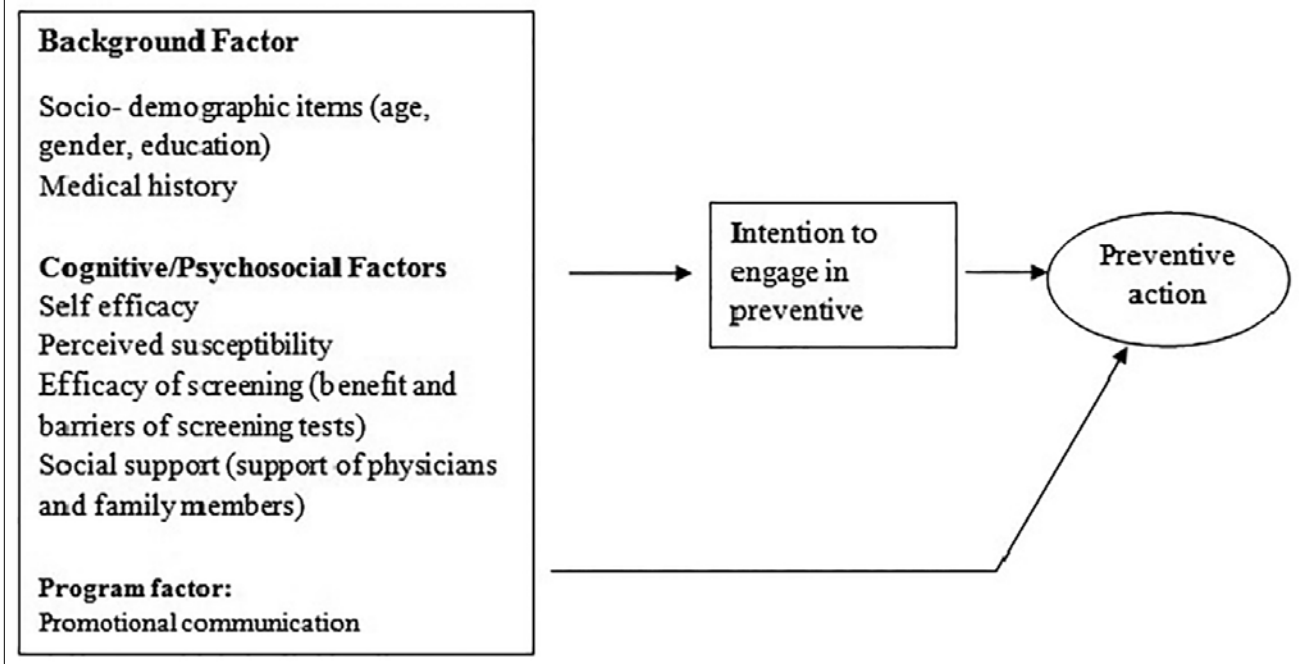 Background Factor
Socio- demographic items (age,
gender, education)
Medical history
Cognitive/Psychosocial Factors
Self efficacy
Perceived susceptibility
Efficacy of screening (benefit and
barriers of screening tests)
Social support (support of physicians
and family members)
Program factor:
Promotional communication
Intention to
engage in
preventive
Preventive
action